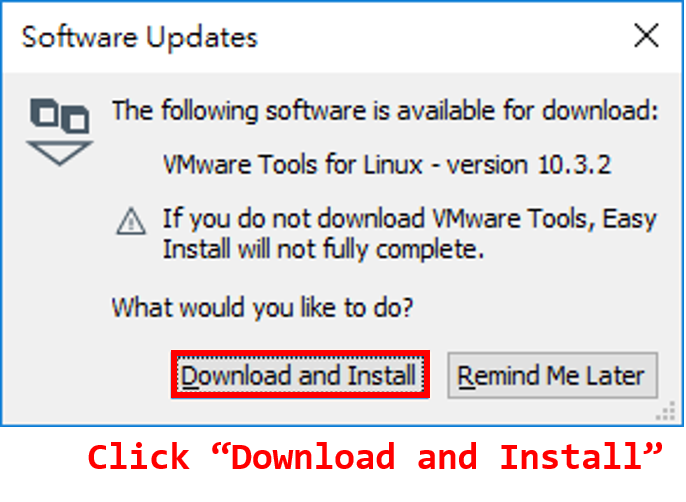 Software Updates
The following software is available for download:
VMware Tools for Linux - version 10.3.2
If you do not download VMware Tools, Easy
Install will not fully complete.
What would you like to do?
Download and Install
Remind Me Later
Click “Download and Install”